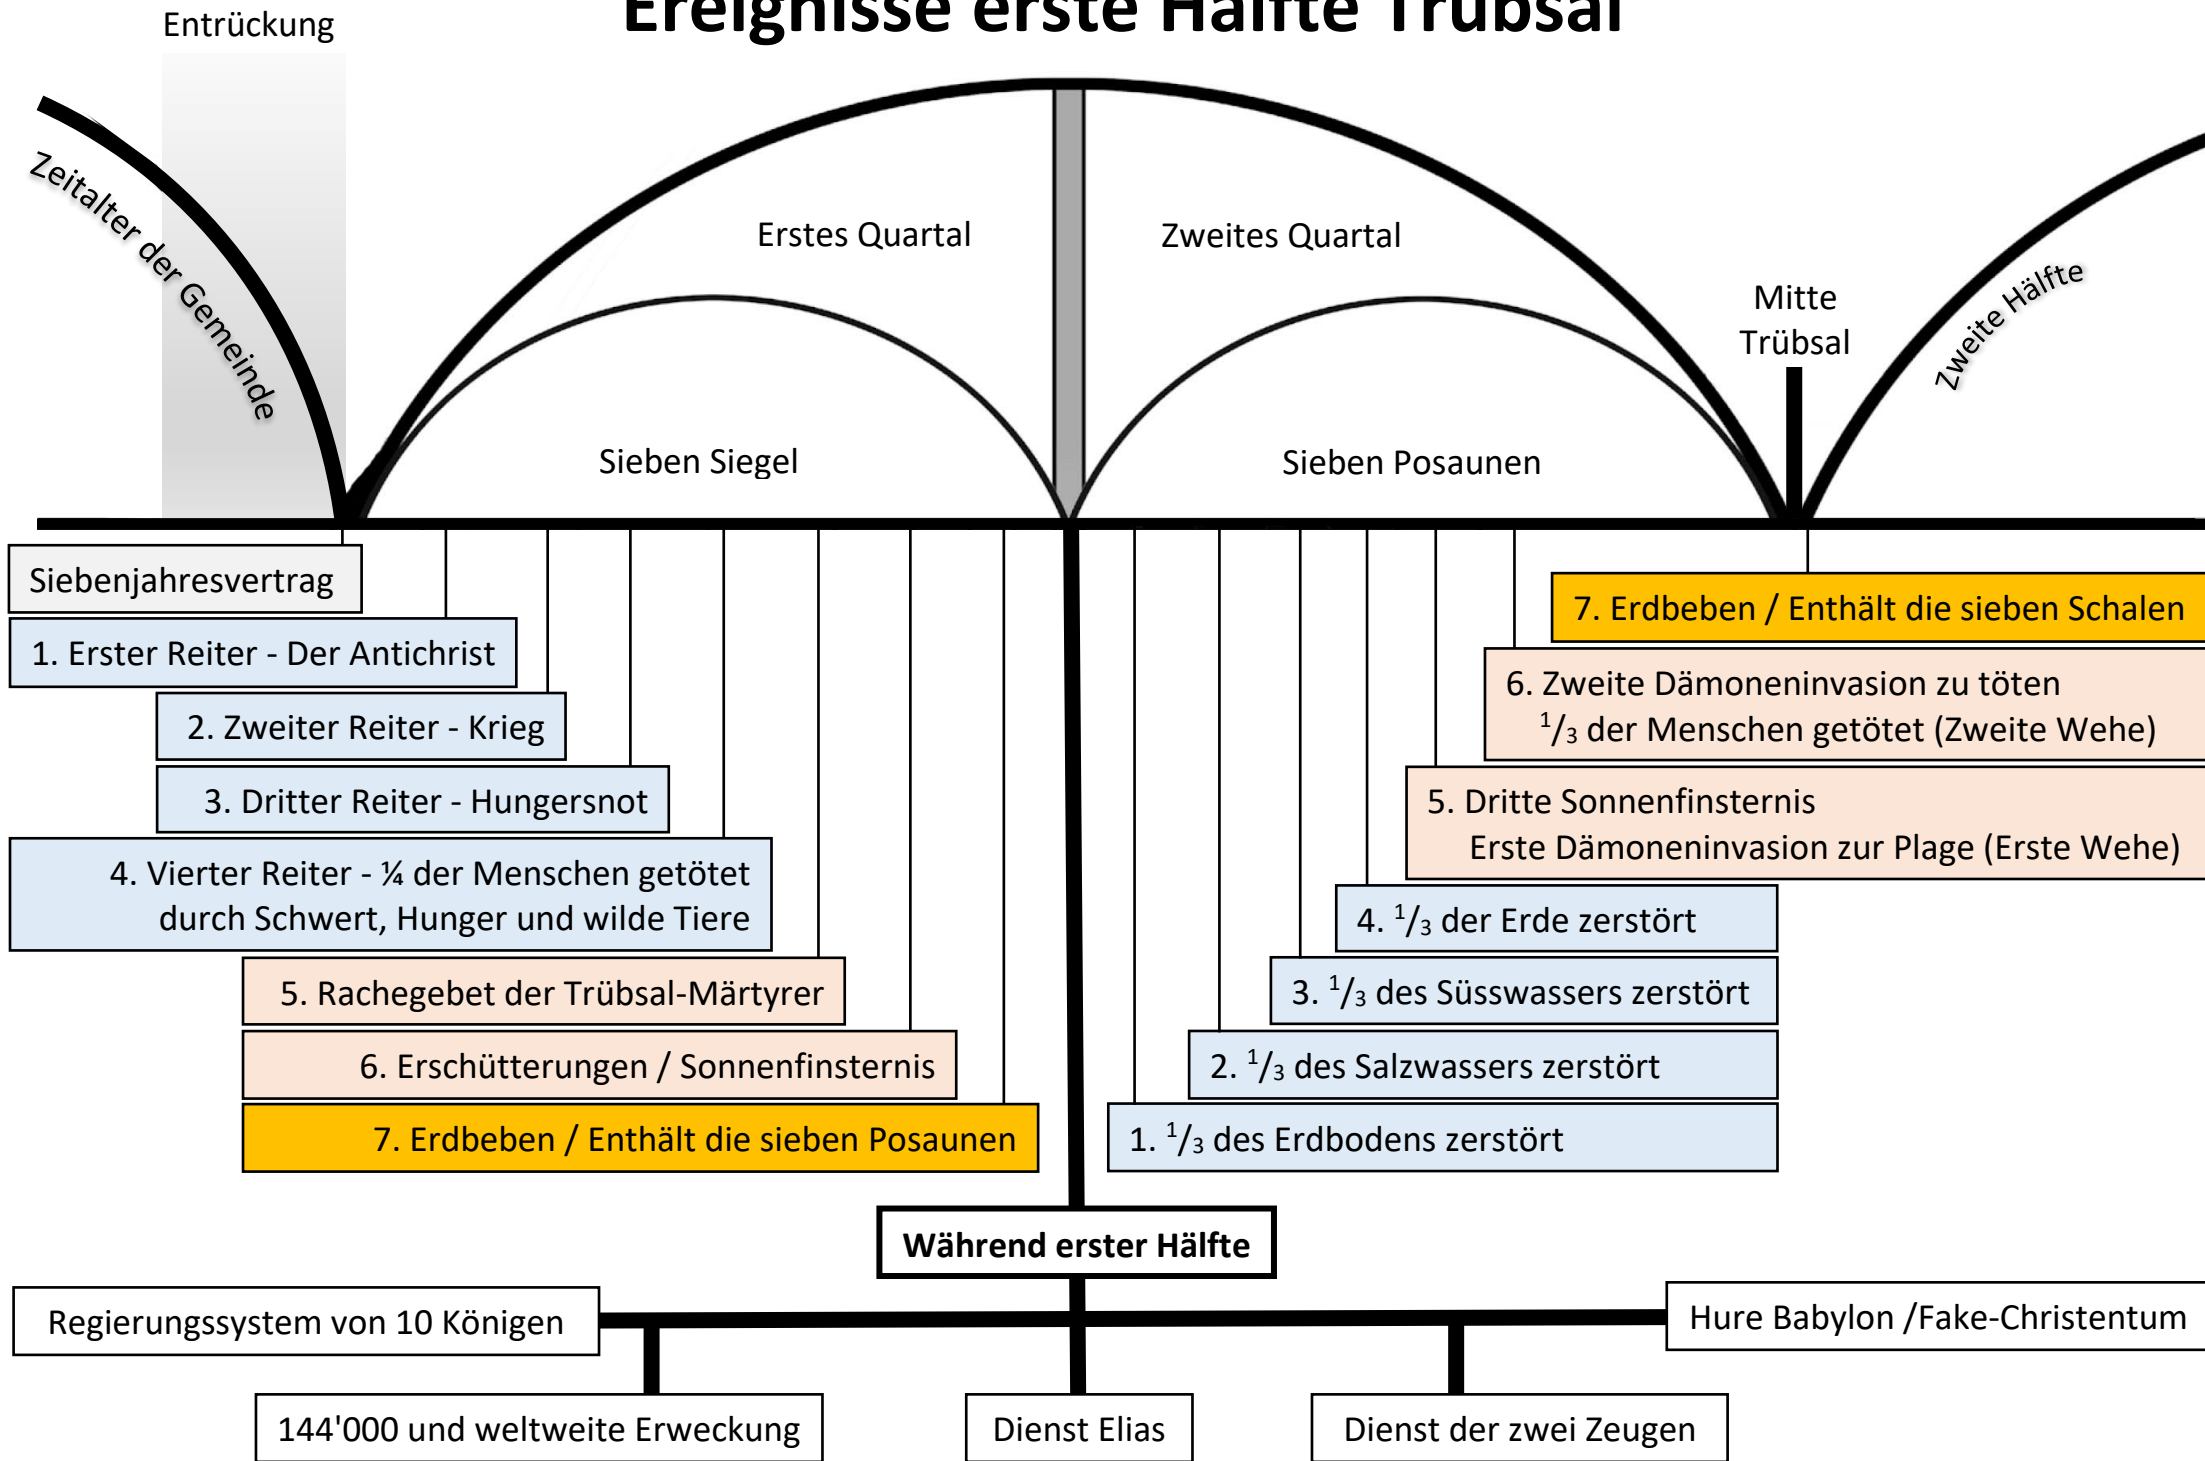 Ereignisse erste Hälfte Trübsal
Entrückung
Zeitalter der Gemeinde
Erstes Quartal
Zweites Quartal
Mitte
Trübsal
Zweite Hälfte
Sieben Siegel
Sieben Posaunen
Siebenjahresvertrag
1. Erster Reiter - Der Antichrist
2. Zweiter Reiter - Krieg
3. Dritter Reiter - Hungersnot
4. Vierter Reiter - ¼ der Menschen getötet
durch Schwert, Hunger und wilde Tiere
5. Rachegebet der Trübsal-Märtyrer
6. Erschütterungen / Sonnenfinsternis
7. Erdbeben / Enthält die sieben Posaunen
7. Erdbeben / Enthält die sieben Schalen
6. Zweite Dämoneninvasion zu töten
1/3 der Menschen getötet (Zweite Wehe)
5. Dritte Sonnenfinsternis
Erste Dämoneninvasion zur Plage (Erste Wehe)
4. 1/3 der Erde zerstört
3. 1/3 des Süsswassers zerstört
2. 1/3 des Salzwassers zerstört
1. 1/3 des Erdbodens zerstört
Während erster Hälfte
Regierungssystem von 10 Königen
Hure Babylon /Fake-Christentum
144'000 und weltweite Erweckung
Dienst Elias
Dienst der zwei Zeugen